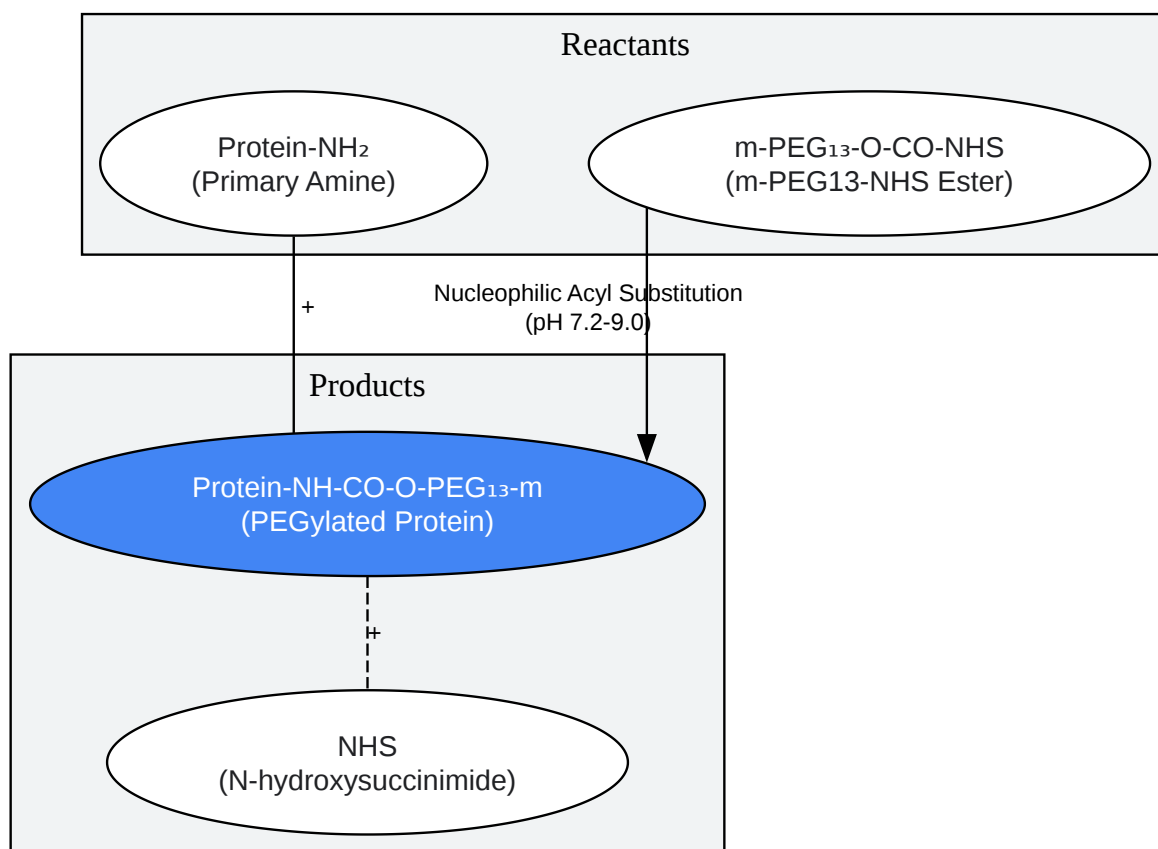 Reactants
Protein-NH₂
(Primary Amine)
m-PEG₁₃-O-CO-NHS
(m-PEG13-NHS Ester)
+
Nucleophilic Acyl Substitution
(pH 7.2-9.0)
Products
Protein-NH-CO-O-PEG₁₃-m
(PEGylated Protein)
+
NHS
(N-hydroxysuccinimide)